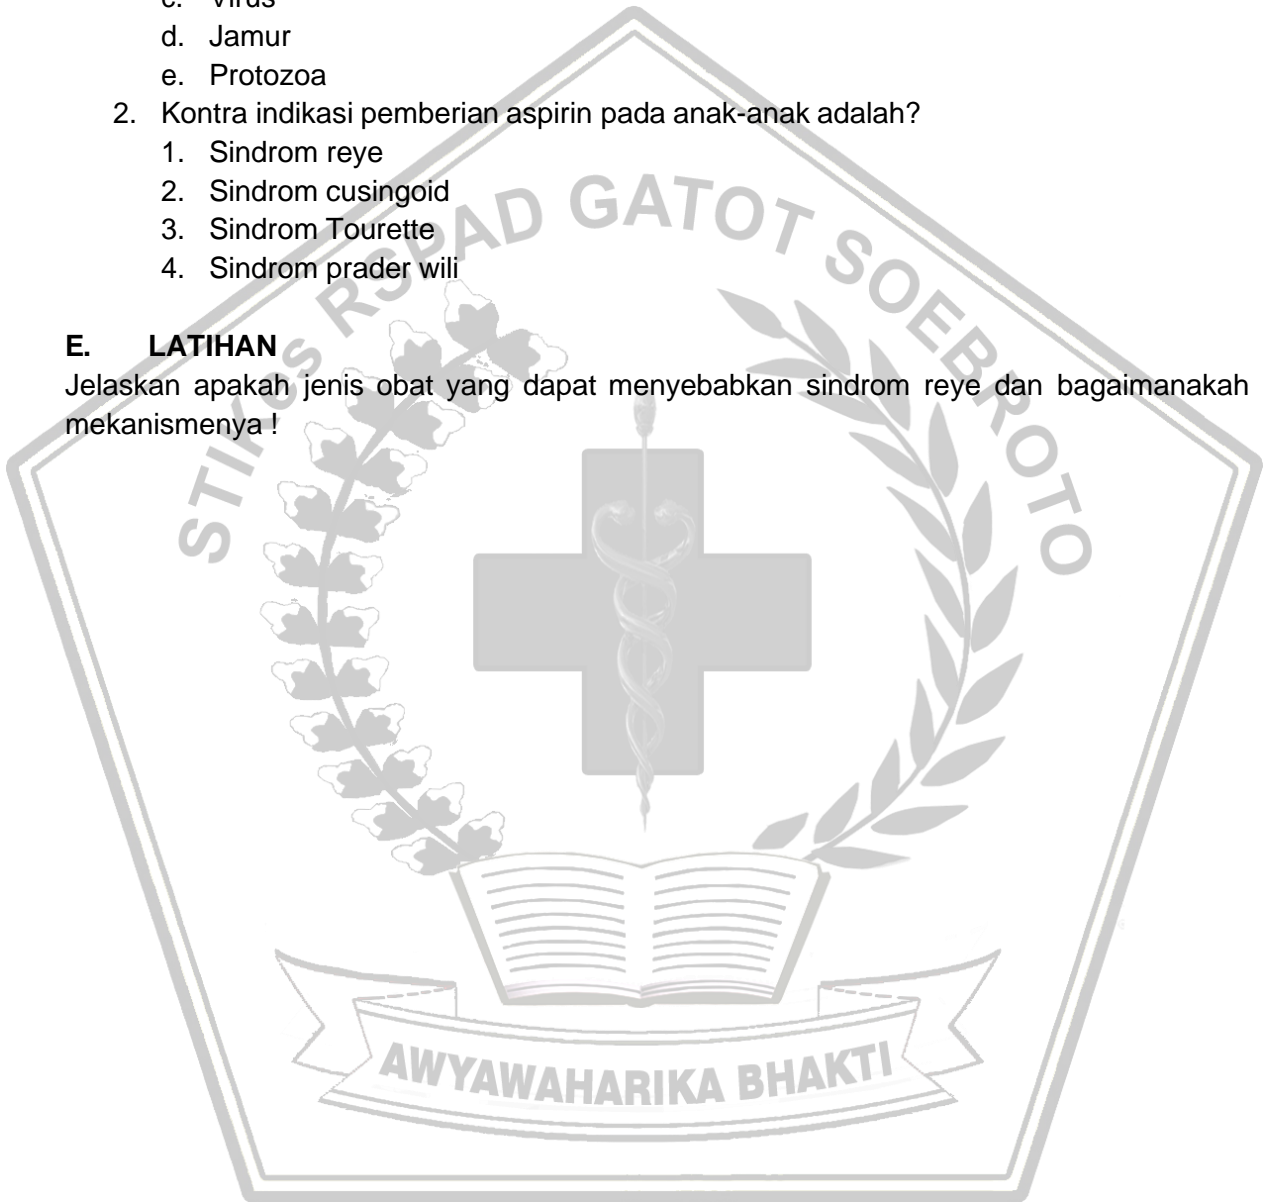 c. Virus
d. Jamur
e. Protozoa
2. Kontra indikasi pemberian aspirin pada anak-anak adalah?
1. Sindrom reye
2. Sindrom cusingoid
3. Sindrom Tourette
4. Sindrom prader wili
E. LATIHAN
Jelaskan apakah jenis obat yang dapat menyebabkan sindrom reye dan bagaimanakah
mekanismenya !
STIKes RSPAD GATOT SOEBROTO
AWYAWAHARIKA BHAKTI